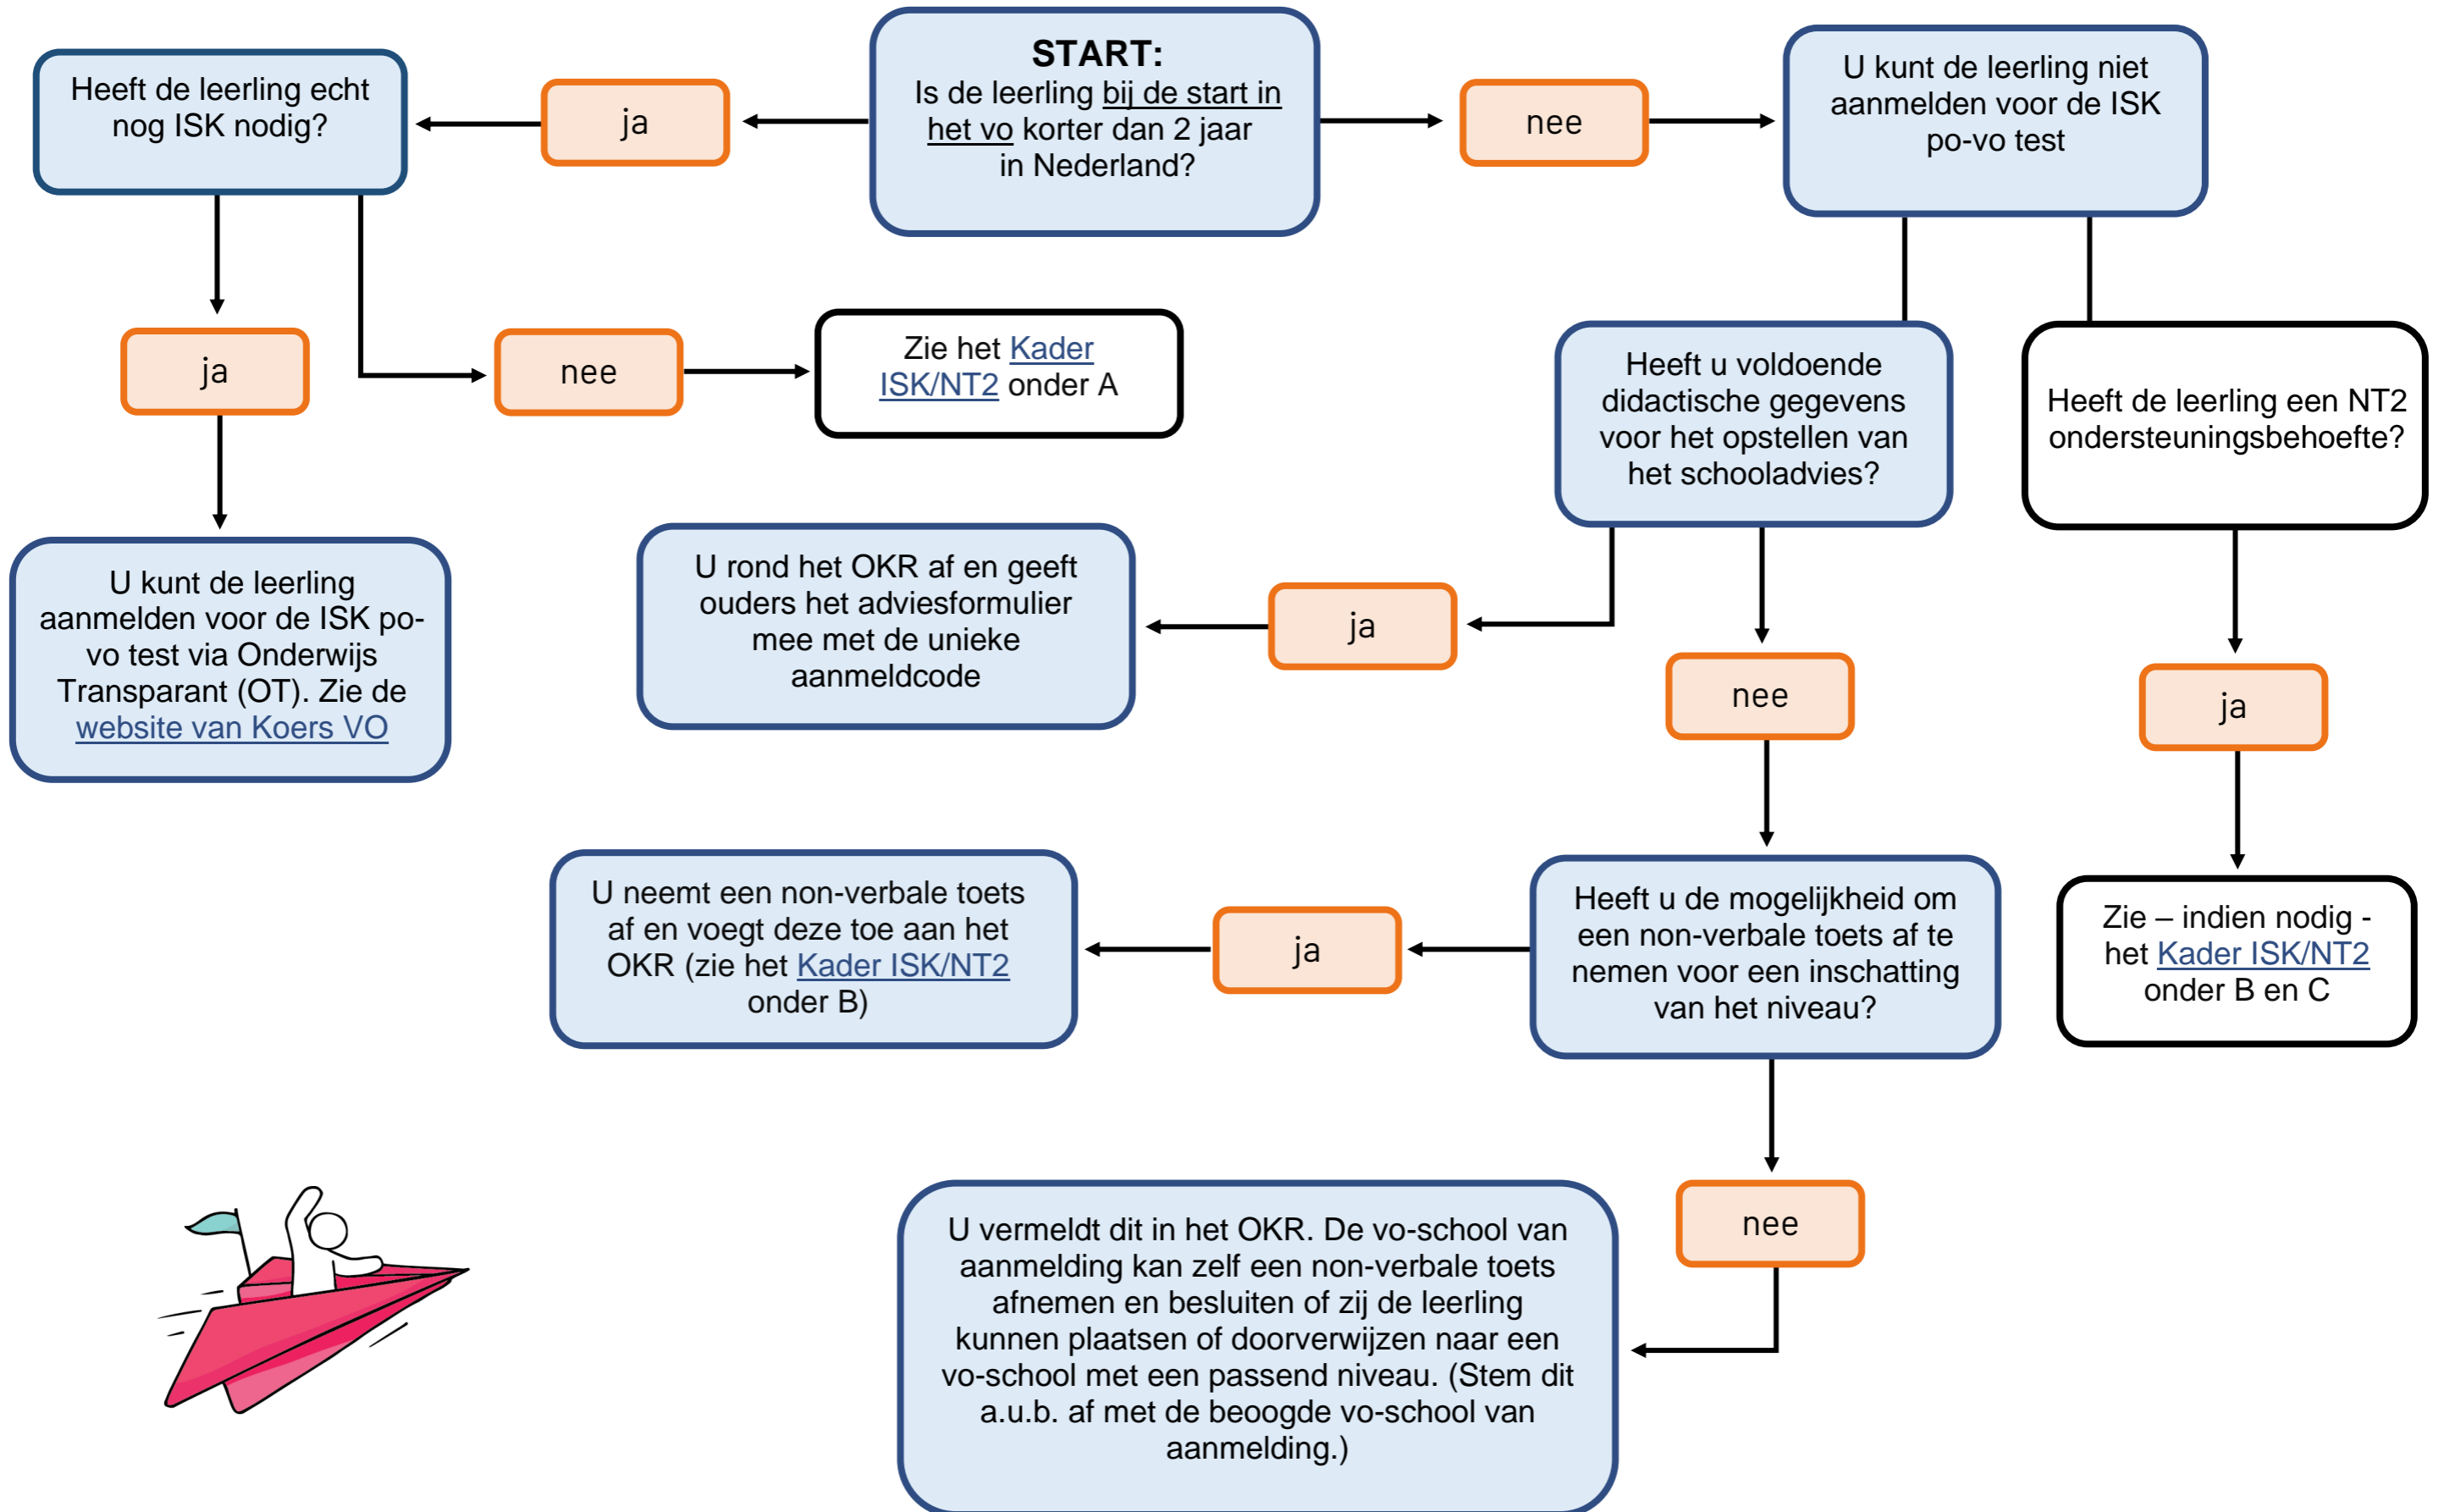 START:
Is de leerling bij de start in
het vo korter dan 2 jaar
in Nederland?
ja
Heeft de leerling echt
nog ISK nodig?
nee
U kunt de leerling niet
aanmelden voor de ISK
po-vo test
ja
nee
Zie het Kader
ISK/NT2 onder A
U kunt de leerling
aanmelden voor de ISK po-
vo test via Onderwijs
Transparant (OT). Zie de
website van Koers VO
Heeft u voldoende
didactische gegevens
voor het opstellen van
het schooladvies?
Heeft de leerling een NT2
ondersteuningsbehoefte?
ja
U rond het OKR af en geeft
ouders het adviesformulier
mee met de unieke
aanmeldcode
nee
ja
Heeft u de mogelijkheid om
een non-verbale toets af te
nemen voor een inschatting
van het niveau?
Zie – indien nodig -
het Kader ISK/NT2
onder B en C
ja
U neemt een non-verbale toets
af en voegt deze toe aan het
OKR (zie het Kader ISK/NT2
onder B)
nee
U vermeldt dit in het OKR. De vo-school van
aanmelding kan zelf een non-verbale toets
afnemen en besluiten of zij de leerling
kunnen plaatsen of doorverwijzen naar een
vo-school met een passend niveau. (Stem dit
a.u.b. af met de beoogde vo-school van
aanmelding.)